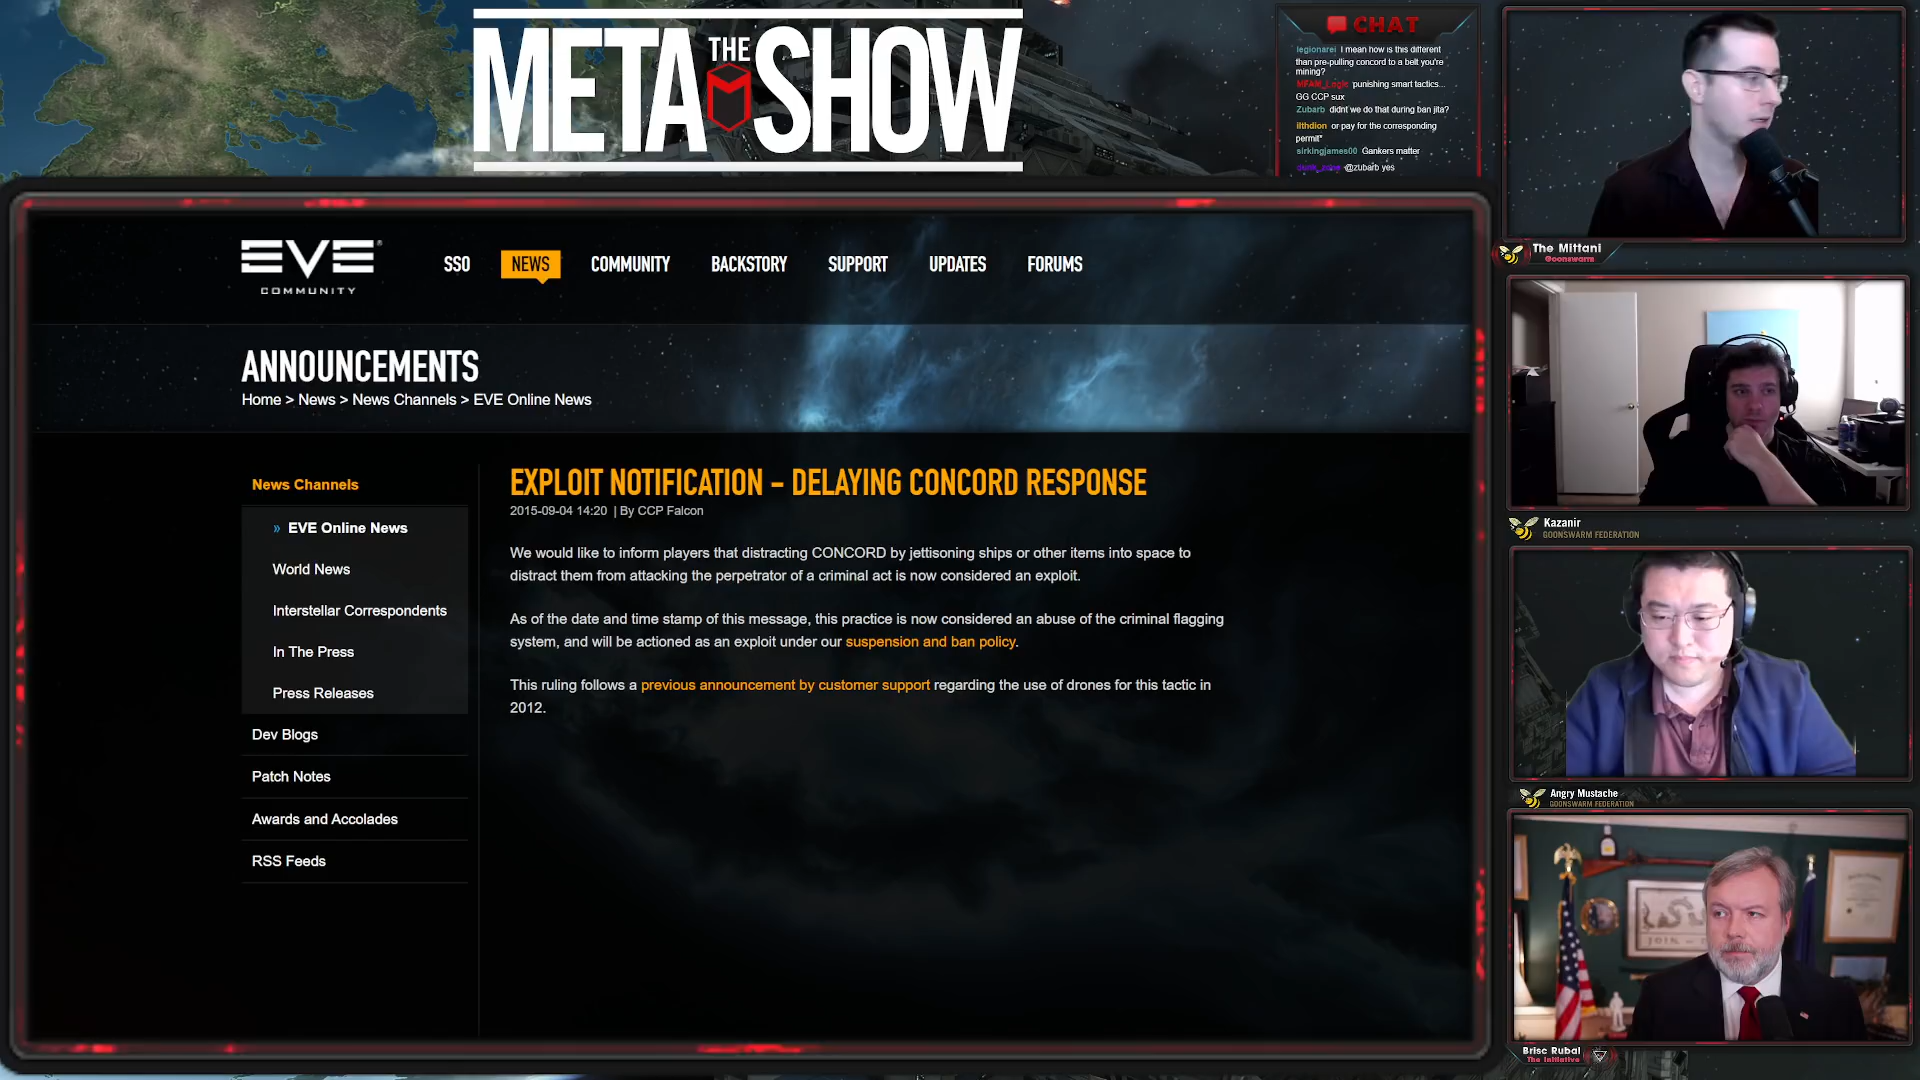 THE
META SHOW
CHAT
legionarei I mean how is this different
than pre-pulling concord to a belt you're
mining?
punishing smart tactics...
GG CCP sux
Zubarb didnt we do that during ban jita?
ilthdion or pay for the corresponding
permit*
sirkingjames00 Gankers matter
@zubarb yes
The Mittani
Goonswarm
Kazanir
GOONSWARM FEDERATION
Angry Mustache
GOONSWARM FEDERATION
JOIN
Brisc Rubal
The Initiative
EVE
COMMUNITY
SSO NEWS COMMUNITY BACKSTORY SUPPORT UPDATES FORUMS
ANNOUNCEMENTS
Home > News > News Channels > EVE Online News
News Channels
» EVE Online News
World News
Interstellar Correspondents
In The Press
Press Releases
Dev Blogs
Patch Notes
Awards and Accolades
RSS Feeds
EXPLOIT NOTIFICATION – DELAYING CONCORD RESPONSE
2015-09-04 14:20 | By CCP Falcon
We would like to inform players that distracting CONCORD by jettisoning ships or other items into space to
distract them from attacking the perpetrator of a criminal act is now considered an exploit.
As of the date and time stamp of this message, this practice is now considered an abuse of the criminal flagging
system, and will be actioned as an exploit under our suspension and ban policy.
This ruling follows a previous announcement by customer support regarding the use of drones for this tactic in
2012.